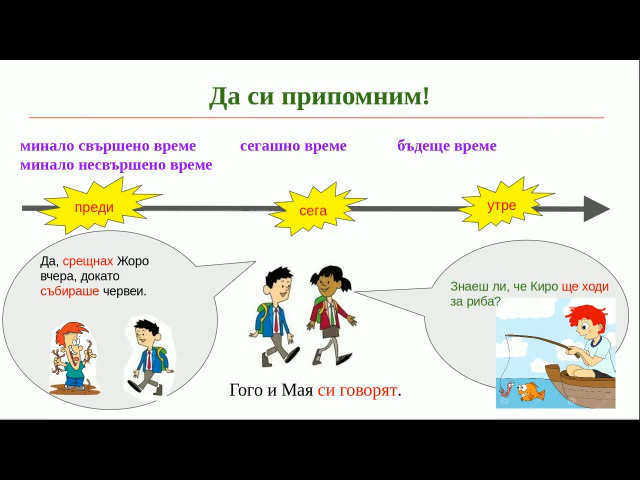 Да си припомним!
минало свършено време сегашно време бъдеще време
минало несвършено време
преди сега утре
Да, срещнах Жоро
вчера, докато
събираше червеи.
Знаеш ли, че Киро ще ходи
за риба?
Гого и Мая си говорят.